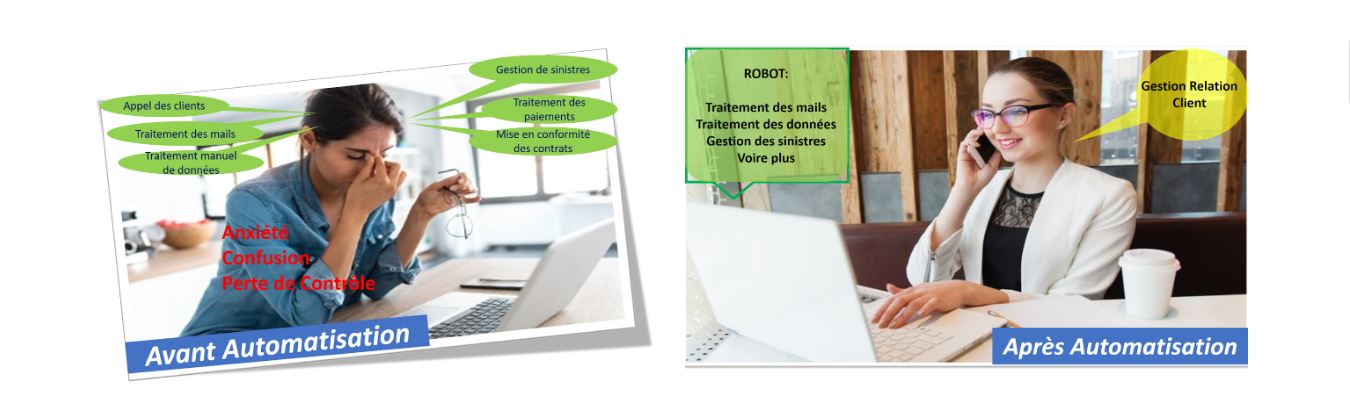 Appel des clients
Traitement des mails
Traitement manuel
de données
Gestion de sinistres
Traitement des
paiements
Mise en conformité
des contrats
Anxiété
Confusion
Perte de Contrôle
Avant Automatisation
ROBOT:
Traitement des mails
Traitement des données
Gestion des sinistres
Voire plus
Gestion Relation
Client
Après Automatisation